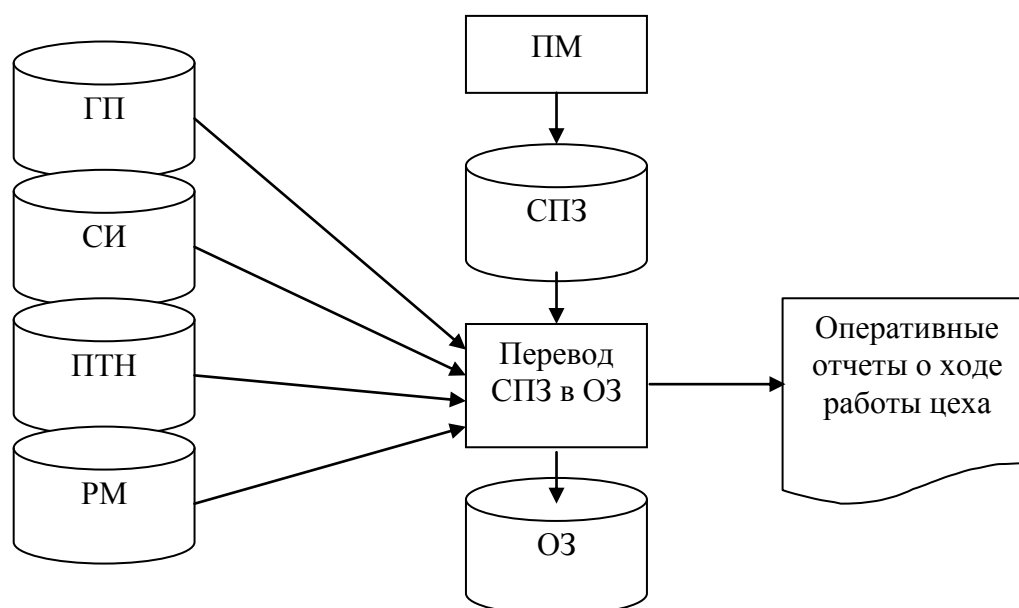 ГП
СИ
ПТН
РМ
ПМ
СПЗ
Перевод
СПЗ в ОЗ
ОЗ
Оперативные
отчеты о ходе
работы цеха